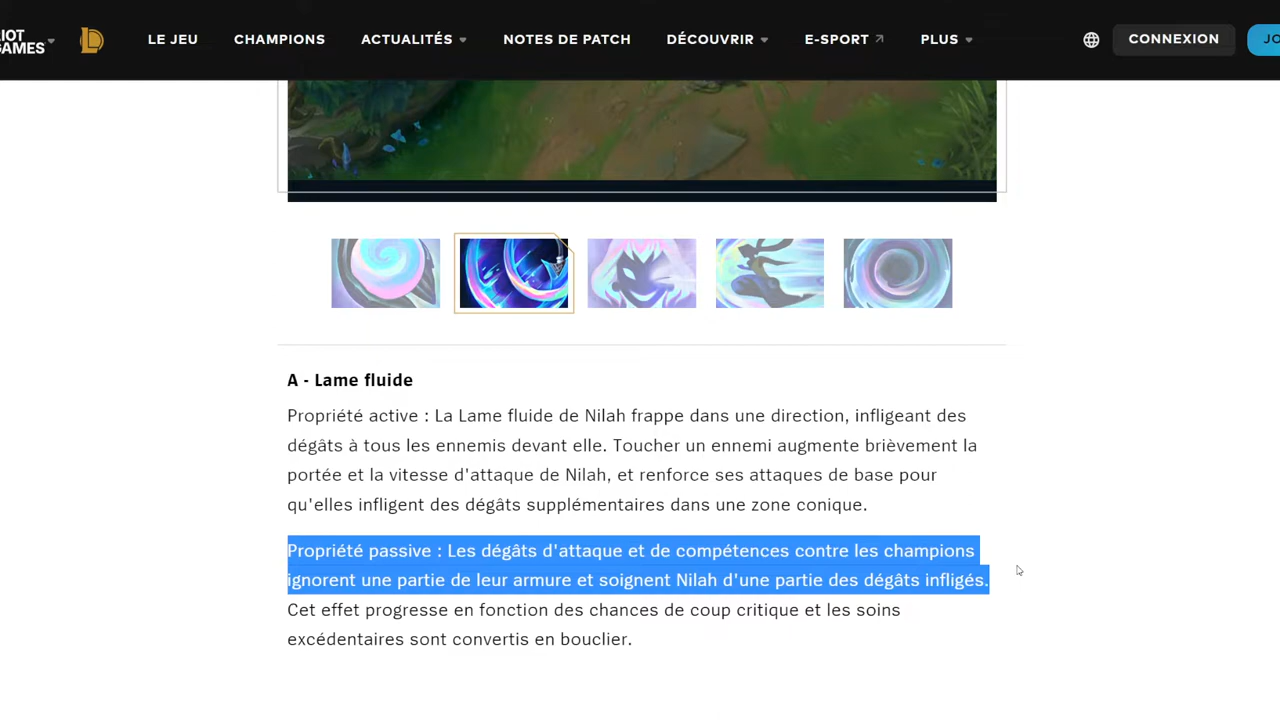 RIOT
GAMES
LE JEU
CHAMPIONS
ACTUALITÉS
NOTES DE PATCH
DÉCOUVRIR
E-SPORT
PLUS
CONNEXION
JO
A - Lame fluide
Propriété active : La Lame fluide de Nilah frappe dans une direction, infligeant des
dégâts à tous les ennemis devant elle. Toucher un ennemi augmente brièvement la
portée et la vitesse d'attaque de Nilah, et renforce ses attaques de base pour
qu'elles infligent des dégâts supplémentaires dans une zone conique.
Propriété passive : Les dégâts d'attaque et de compétences contre les champions
ignorent une partie de leur armure et soignent Nilah d'une partie des dégâts infligés.
Cet effet progresse en fonction des chances de coup critique et les soins
excédentaires sont convertis en bouclier.